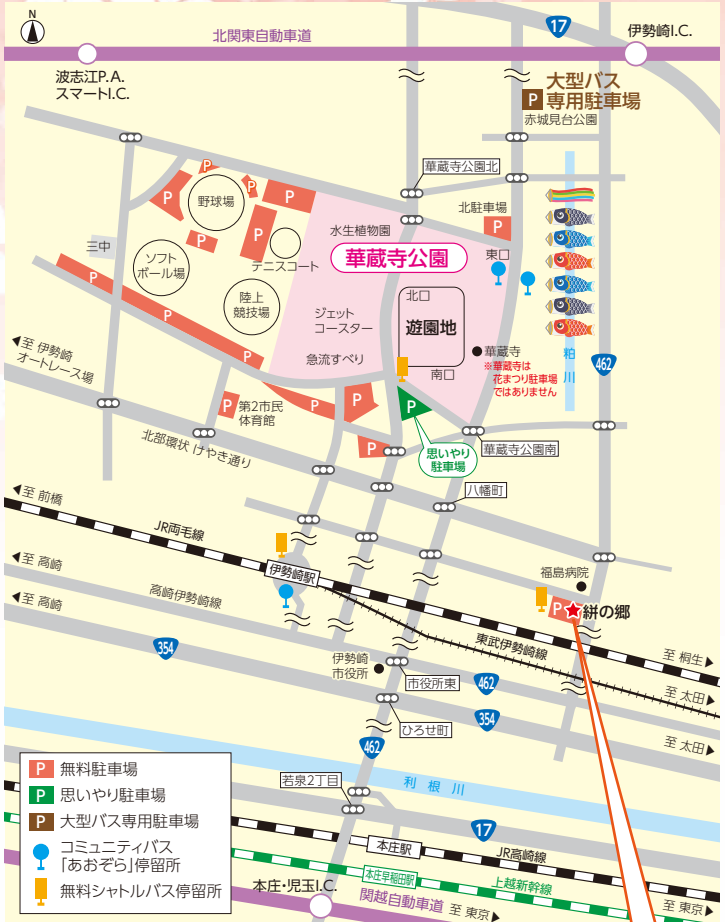 N
北関東自動車道
17
伊勢崎I.C.
波志江P.A.
スマートI.C.
P
大型バス
専用駐車場
赤城見台公園
華蔵寺公園北
P
P
P
P
野球場
P
P
水生植物園
北駐車場
P
三中
ソフト
ボール場
テニスコート
華蔵寺公園
東口
P
陸上
競技場
ジェット
コースター
北口
遊園地
P
急流すべり
南口
華蔵寺
※華蔵寺は
花まつり駐車場
ではありません
粕川
462
至 伊勢崎
オートレース場
P
P
第2市民
体育館
P
P
P
P
思いやり
駐車場
華蔵寺公園南
北部環状 けやき通り
八幡町
至 前橋
JR両毛線
至 高崎
伊勢崎駅
福島病院
高崎伊勢崎線
P
絣の郷
至 高崎
354
東武伊勢崎線
至 桐生
伊勢崎
市役所
市役所東
462
至 太田
354
ひろせ町
至 太田
462
利根川
若泉2丁目
17
本庄駅
JR高崎線
本庄早稲田駅
上越新幹線
本庄・児玉I.C.
関越自動車道
至 東京
至 東京
P 無料駐車場
P 思いやり駐車場
P 大型バス専用駐車場
コミュニティバス
「あおぞら」停留所
無料シャトルバス停留所